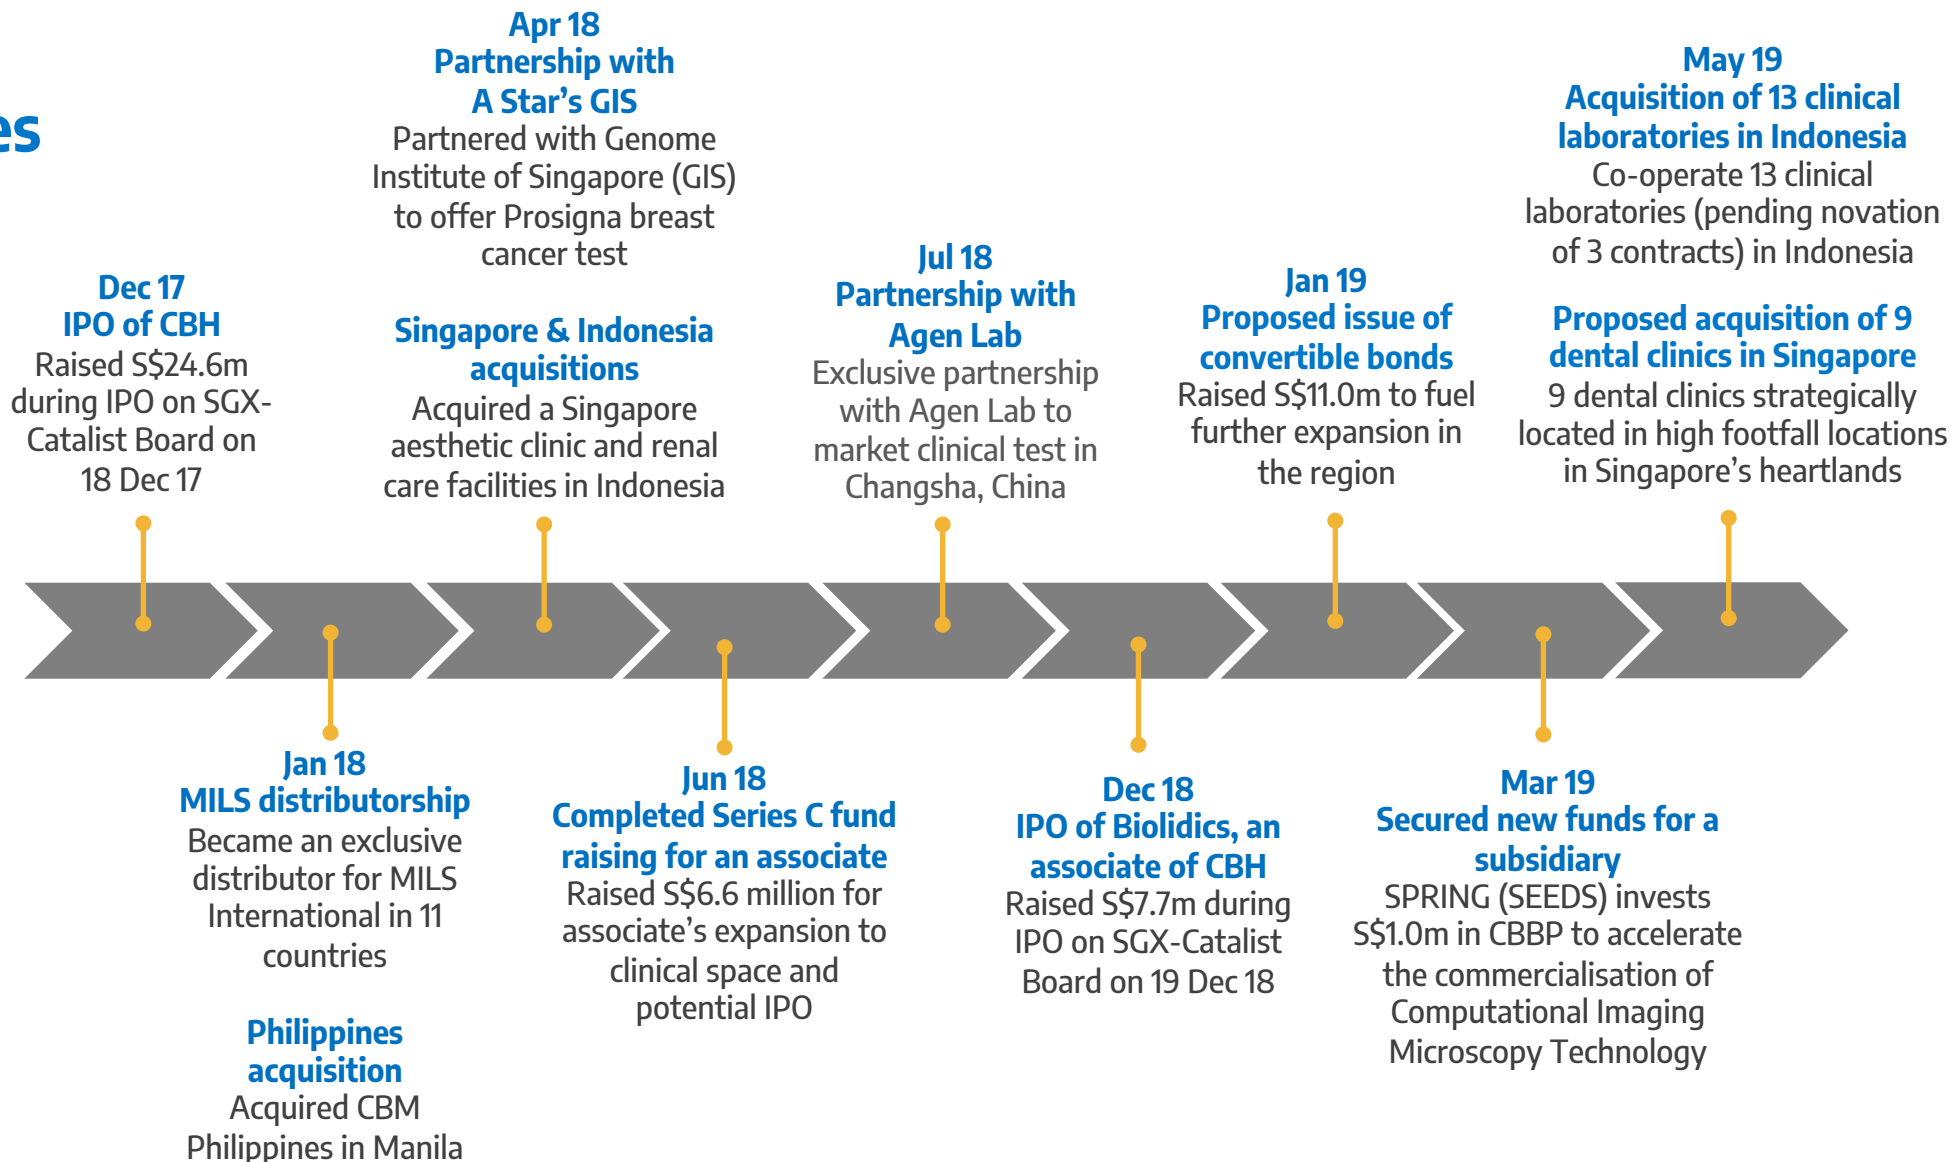 Dec 17
IPO of CBH
Raised S$24.6m
during IPO on SGX-
Catalist Board on
18 Dec 17
Jan 18
MILS distributorship
Became an exclusive
distributor for MILS
International in 11
countries
Philippines
acquisition
Acquired CBM
Philippines in Manila
Apr 18
Partnership with
A Star’s GIS
Partnered with Genome
Institute of Singapore (GIS)
to offer Prosigna breast
cancer test
Singapore & Indonesia
acquisitions
Acquired a Singapore
aesthetic clinic and renal
care facilities in Indonesia
Jun 18
Completed Series C fund
raising for an associate
Raised S$6.6 million for
associate’s expansion to
clinical space and
potential IPO
Jul 18
Partnership with
Agen Lab
Exclusive partnership
with Agen Lab to
market clinical test in
Changsha, China
Dec 18
IPO of Biolidics, an
associate of CBH
Raised S$7.7m during
IPO on SGX-Catalist
Board on 19 Dec 18
Jan 19
Proposed issue of
convertible bonds
Raised S$11.0m to fuel
further expansion in
the region
Mar 19
Secured new funds for a
subsidiary
SPRING (SEEDS) invests
S$1.0m in CBBP to accelerate
the commercialisation of
Computational Imaging
Microscopy Technology
May 19
Acquisition of 13 clinical
laboratories in Indonesia
Co-operate 13 clinical
laboratories (pending novation
of 3 contracts) in Indonesia
Proposed acquisition of 9
dental clinics in Singapore
9 dental clinics strategically
located in high footfall locations
in Singapore’s heartlands